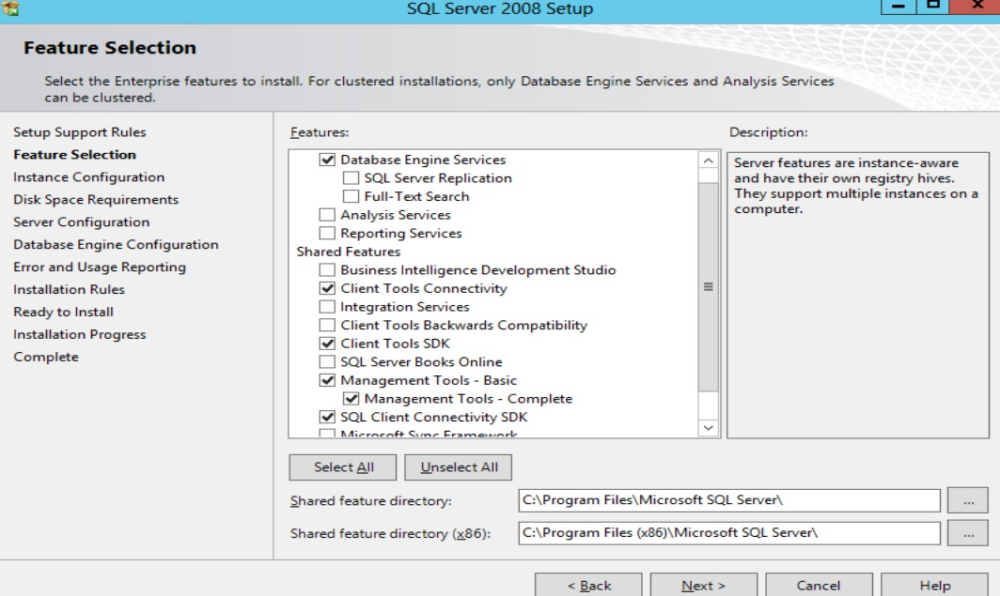 SQL Server 2008 Setup
Feature Selection
Select the Enterprise features to install. For clustered installations, only Database Engine Services and Analysis Services
can be clustered.
Setup Support Rules
Feature Selection
Instance Configuration
Disk Space Requirements
Server Configuration
Database Engine Configuration
Error and Usage Reporting
Installation Rules
Ready to Install
Installation Progress
Complete
Features:
Database Engine Services
SQL Server Replication
Full-Text Search
Analysis Services
Reporting Services
Shared Features
Business Intelligence Development Studio
Client Tools Connectivity
Integration Services
Client Tools Backwards Compatibility
Client Tools SDK
SQL Server Books Online
Management Tools - Basic
Management Tools - Complete
SQL Client Connectivity SDK
Microsoft Sync Framework
Description:
Server features are instance-aware
and have their own registry hives.
They support multiple instances on a
computer.
Select All
Unselect All
Shared feature directory:
C:\Program Files\Microsoft SQL Server\
...
Shared feature directory (x86):
C:\Program Files (x86)\Microsoft SQL Server\
...
< Back
Next >
Cancel
Help